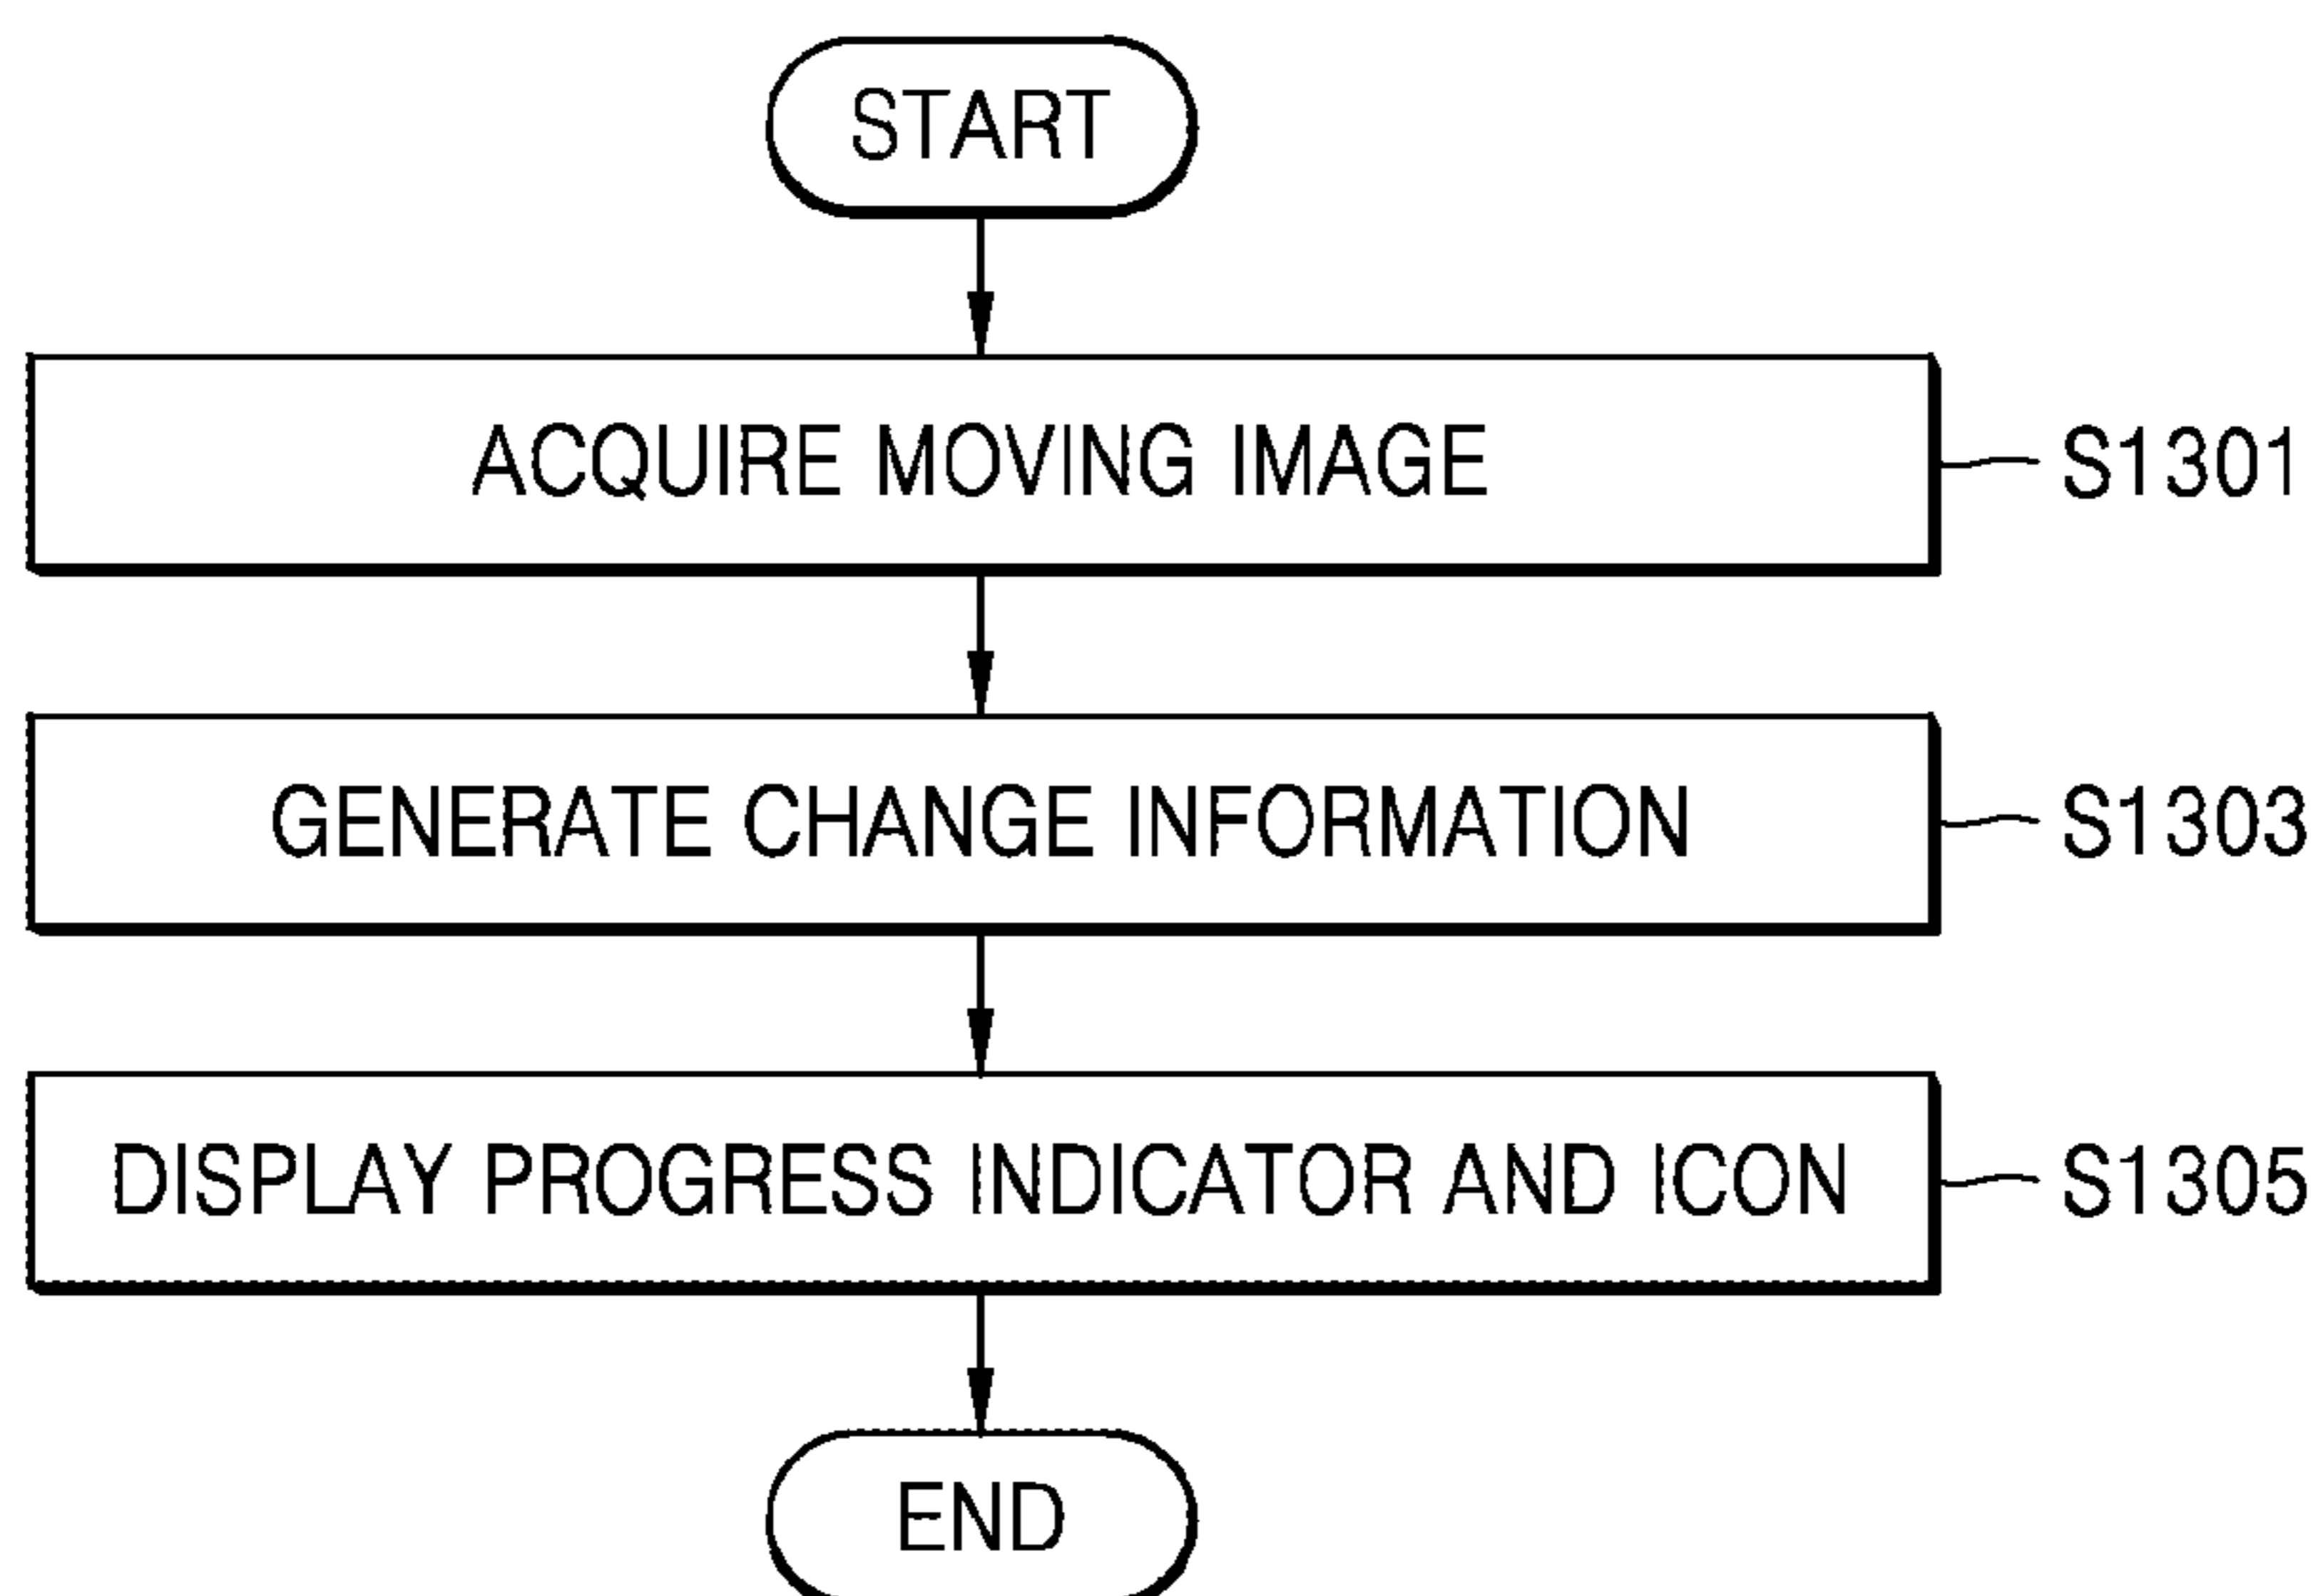 START
ACQUIRE MOVING IMAGE
S1301
GENERATE CHANGE INFORMATION
S1303
DISPLAY PROGRESS INDICATOR AND ICON
S1305
END